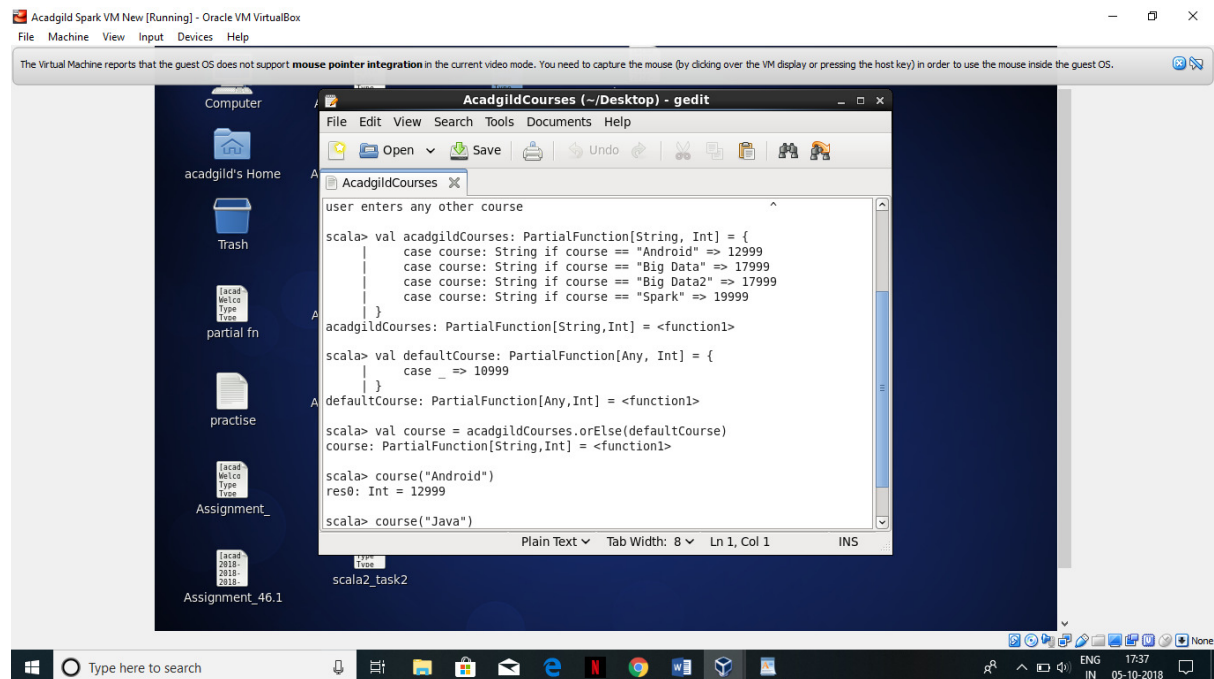 Acadgild Spark VM New [Running] - Oracle VM VirtualBox
File Machine View Input Devices Help
The Virtual Machine reports that the guest OS does not support mouse pointer integration in the current video mode. You need to capture the mouse (by clicking over the VM display or pressing the host key) in order to use the mouse inside the guest OS.
Computer
acadgild's Home
Trash
partial fn
practise
Assignment_
Assignment_46.1
scala2_task2
AcadgildCourses (~/Desktop) - gedit
File Edit View Search Tools Documents Help
Open Save Undo
AcadgildCourses
user enters any other course ^
scala> val acadgildCourses: PartialFunction[String, Int] = {
| case course: String if course == "Android" => 12999
| case course: String if course == "Big Data" => 17999
| case course: String if course == "Big Data2" => 17999
| case course: String if course == "Spark" => 19999
| }
acadgildCourses: PartialFunction[String,Int] = <function1>
scala> val defaultCourse: PartialFunction[Any, Int] = {
| case _ => 10999
| }
defaultCourse: PartialFunction[Any,Int] = <function1>
scala> val course = acadgildCourses.orElse(defaultCourse)
course: PartialFunction[String,Int] = <function1>
scala> course("Android")
res0: Int = 12999
scala> course("Java")
Plain Text Tab Width: 8 Ln 1, Col 1 INS
None
Type here to search
ENG 17:37
IN 05-10-2018